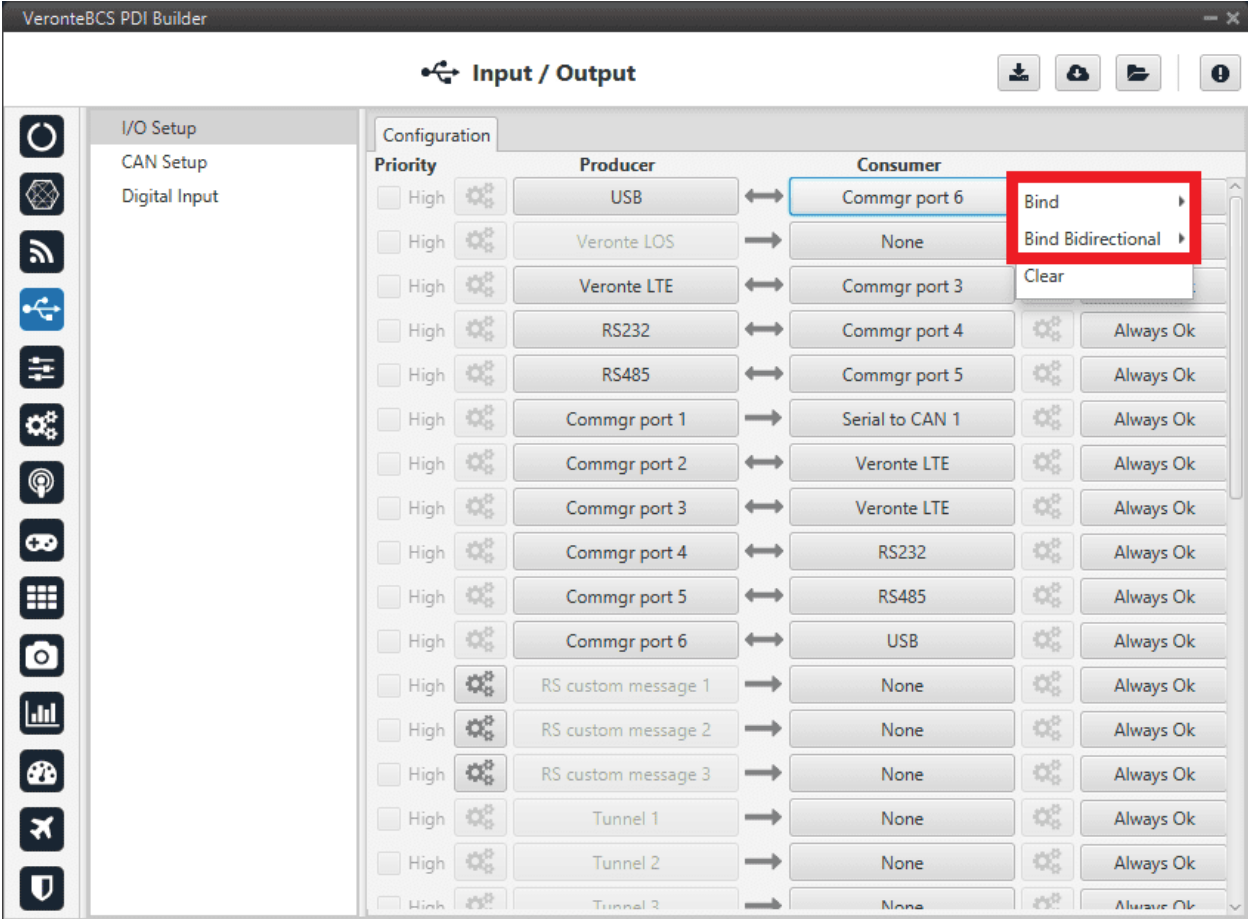 VeronteBCS PDI Builder
Input / Output
I/O Setup
CAN Setup
Digital Input
Configuration
Priority Producer Consumer
High USB Commgr port 6
Bind
Bind Bidirectional
Clear
High Veronte LOS None
High Veronte LTE Commgr port 3
High RS232 Commgr port 4 Always Ok
High RS485 Commgr port 5 Always Ok
High Commgr port 1 Serial to CAN 1 Always Ok
High Commgr port 2 Veronte LTE Always Ok
High Commgr port 3 Veronte LTE Always Ok
High Commgr port 4 RS232 Always Ok
High Commgr port 5 RS485 Always Ok
High Commgr port 6 USB Always Ok
High RS custom message 1 None Always Ok
High RS custom message 2 None Always Ok
High RS custom message 3 None Always Ok
High Tunnel 1 None Always Ok
High Tunnel 2 None Always Ok
High Tunnel 3 None Always Ok